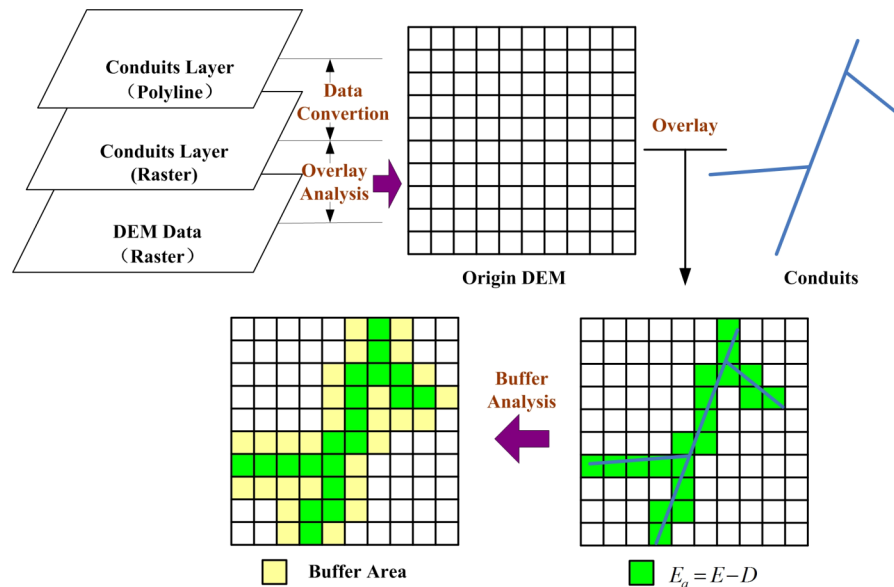 Conduits Layer
（Polyline）
Data
Convertion
Conduits Layer
(Raster)
Overlay
Analysis
DEM Data
（Raster）
Origin DEM
Overlay
Conduits
Buffer
Analysis
Buffer Area
E_a = E − D